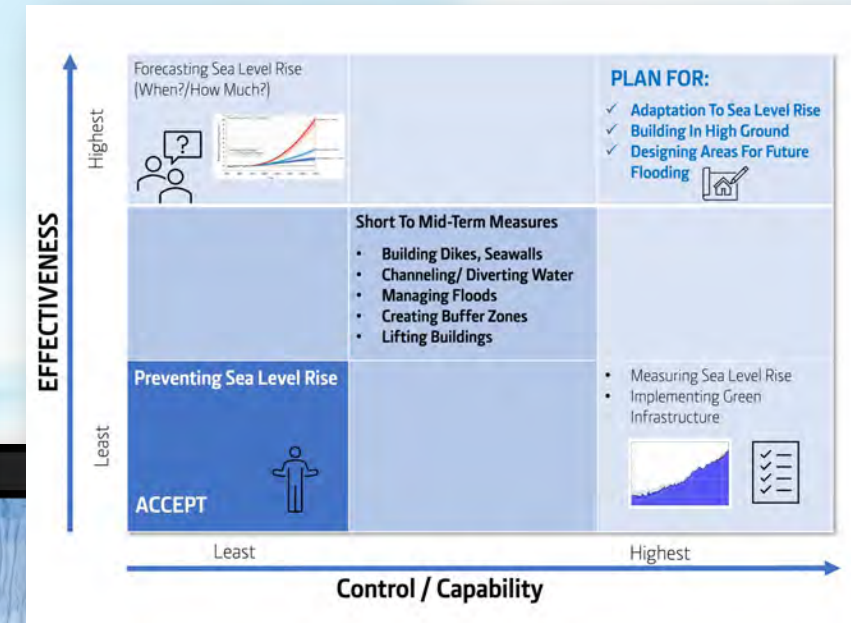 EFFECTIVENESS
Highest
Least
Forecasting Sea Level Rise
(When?/How Much?)
?
PLAN FOR:
✓ Adaptation To Sea Level Rise
✓ Building In High Ground
✓ Designing Areas For Future
Flooding
Short To Mid-Term Measures
• Building Dikes, Seawalls
• Channeling/ Diverting Water
• Managing Floods
• Creating Buffer Zones
• Lifting Buildings
Preventing Sea Level Rise
ACCEPT
• Measuring Sea Level Rise
• Implementing Green
Infrastructure
Least
Highest
Control / Capability